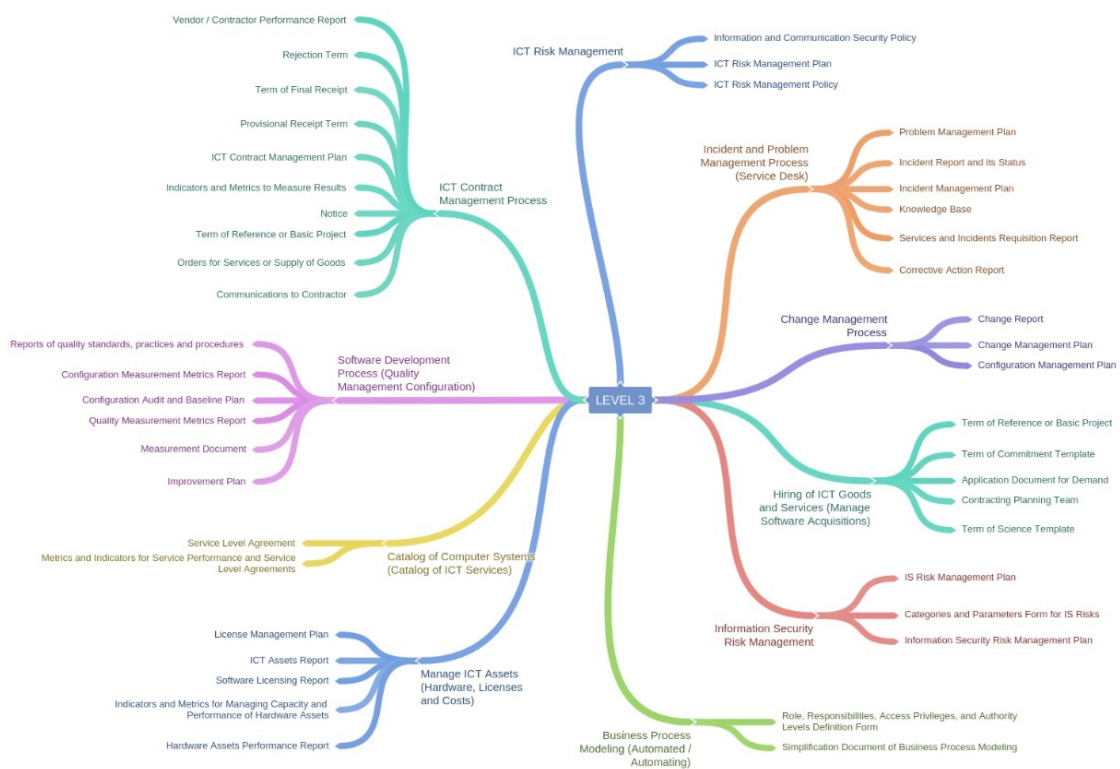 Vendor / Contractor Performance Report
Rejection Term
Term of Final Receipt
Provisional Receipt Term
ICT Contract Management Plan
Indicators and Metrics to Measure Results
Notice
Term of Reference or Basic Project
Orders for Services or Supply of Goods
Communications to Contractor
ICT Contract
Management Process
Reports of quality standards, practices and procedures
Configuration Measurement Metrics Report
Configuration Audit and Baseline Plan
Quality Measurement Metrics Report
Measurement Document
Improvement Plan
Software Development
Process (Quality
Management Configuration)
Service Level Agreement
Metrics and Indicators for Service Performance and Service
Level Agreements
Catalog of Computer Systems
(Catalog of ICT Services)
License Management Plan
ICT Assets Report
Software Licensing Report
Indicators and Metrics for Managing Capacity and
Performance of Hardware Assets
Hardware Assets Performance Report
Manage ICT Assets
(Hardware, Licenses
and Costs)
LEVEL 3
ICT Risk Management
Information and Communication Security Policy
ICT Risk Management Plan
ICT Risk Management Policy
Incident and Problem
Management Process
(Service Desk)
Problem Management Plan
Incident Report and its Status
Incident Management Plan
Knowledge Base
Services and Incidents Requisition Report
Corrective Action Report
Change Management
Process
Change Report
Change Management Plan
Configuration Management Plan
Hiring of ICT Goods
and Services (Manage
Software Acquisitions)
Term of Reference or Basic Project
Term of Commitment Template
Application Document for Demand
Contracting Planning Team
Term of Science Template
Information Security
Risk Management
IS Risk Management Plan
Categories and Parameters Form for IS Risks
Information Security Risk Management Plan
Business Process
Modeling (Automated /
Automating)
Role, Responsibilities, Access Privileges, and Authority
Levels Definition Form
Simplification Document of Business Process Modeling